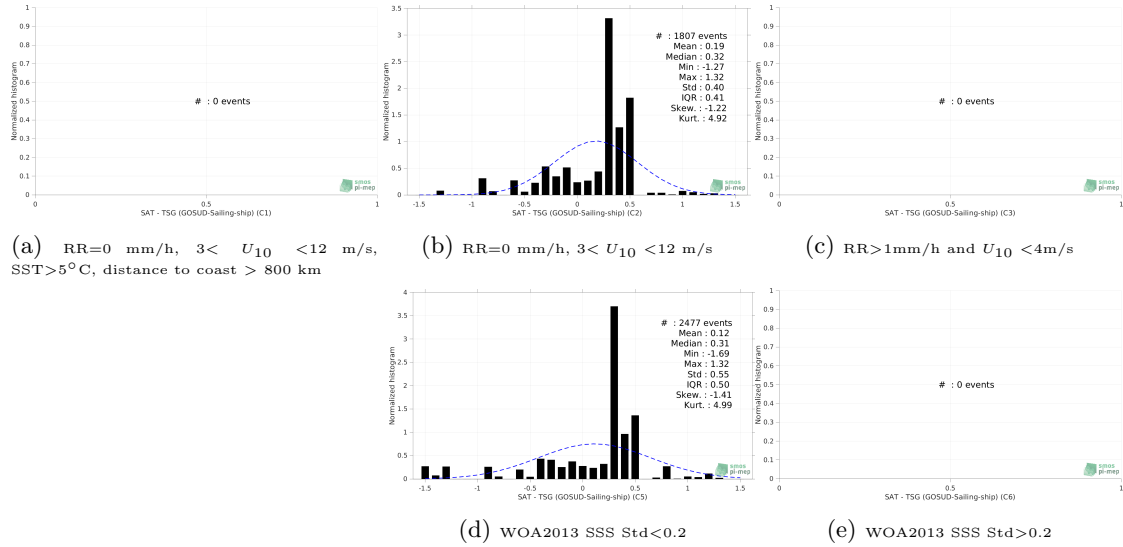 1
0.9
0.8
0.7
0.6
0.5
0.4
0.3
0.2
0.1
0
Normalized histogram
# : 0 events
smos
pi-mep
0 0.5 1
SAT - TSG (GOSUD-Sailing-ship) (C1)
(a) RR=0 mm/h, 3< U10 <12 m/s,
SST>5°C, distance to coast > 800 km
3.5
3
2.5
2
1.5
1
0.5
0
Normalized histogram
# : 1807 events
Mean : 0.19
Median : 0.32
Min : -1.27
Max : 1.32
Std : 0.40
IQR : 0.41
Skew. : -1.22
Kurt. : 4.92
smos
pi-mep
-1.5 -1 -0.5 0 0.5 1 1.5
SAT - TSG (GOSUD-Sailing-ship) (C2)
(b) RR=0 mm/h, 3< U10 <12 m/s
1
0.9
0.8
0.7
0.6
0.5
0.4
0.3
0.2
0.1
0
Normalized histogram
# : 0 events
smos
pi-mep
0 0.5 1
SAT - TSG (GOSUD-Sailing-ship) (C3)
(c) RR>1mm/h and U10 <4m/s
4
3.5
3
2.5
2
1.5
1
0.5
0
Normalized histogram
# : 2477 events
Mean : 0.12
Median : 0.31
Min : -1.69
Max : 1.32
Std : 0.55
IQR : 0.50
Skew. : -1.41
Kurt. : 4.99
smos
pi-mep
-1.5 -1 -0.5 0 0.5 1 1.5
SAT - TSG (GOSUD-Sailing-ship) (C5)
(d) WOA2013 SSS Std<0.2
1
0.9
0.8
0.7
0.6
0.5
0.4
0.3
0.2
0.1
0
Normalized histogram
# : 0 events
smos
pi-mep
0 0.5 1
SAT - TSG (GOSUD-Sailing-ship) (C6)
(e) WOA2013 SSS Std>0.2